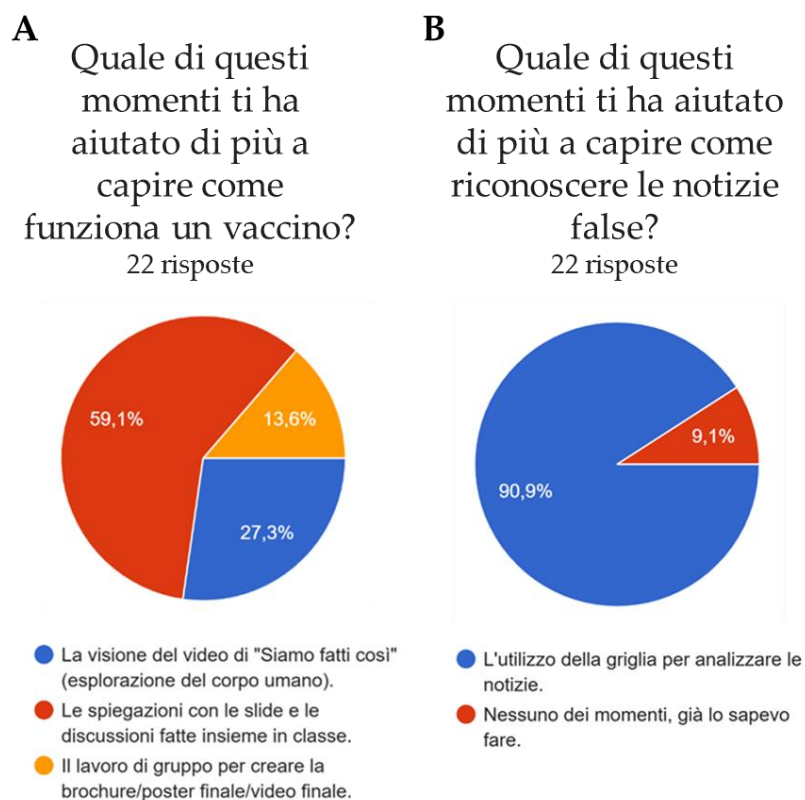 A
Quale di questi
momenti ti ha
aiutato di più a
capire come
funziona un vaccino?
22 risposte
59,1%
13,6%
27,3%
La visione del video di "Siamo fatti così"
(esplorazione del corpo umano).
Le spiegazioni con le slide e le
discussioni fatte insieme in classe.
Il lavoro di gruppo per creare la
brochure/poster finale/video finale.
B
Quale di questi
momenti ti ha aiutato
di più a capire come
riconoscere le notizie
false?
22 risposte
9,1%
90,9%
L'utilizzo della griglia per analizzare le
notizie.
Nessuno dei momenti, già lo sapevo
fare.